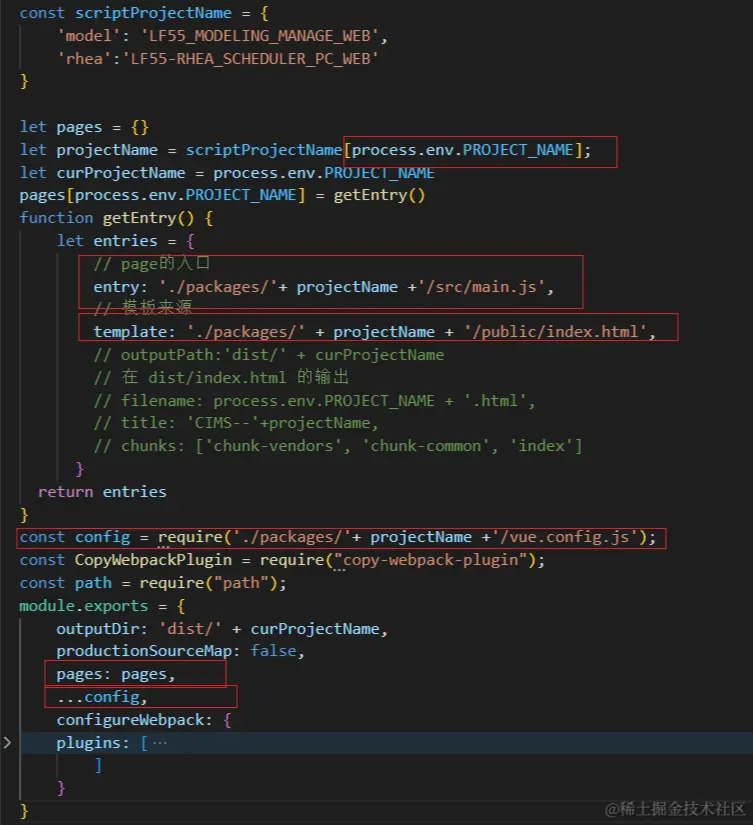 const scriptProjectName = {
    'model': 'LF55_MODELING_MANAGE_WEB',
    'rhea':'LF55-RHEA_SCHEDULER_PC_WEB'
}
let pages = {}
let projectName = scriptProjectName[process.env.PROJECT_NAME];
let curProjectName = process.env.PROJECT_NAME
pages[process.env.PROJECT_NAME] = getEntry()
function getEntry() {
    let entries = {
        // page的入口
        entry: './packages/'+ projectName +'/src/main.js',
        // 模板来源
        template: './packages/' + projectName + '/public/index.html',
        // outputPath:'dist/' + curProjectName
        // 在 dist/index.html 的输出
        // filename: process.env.PROJECT_NAME + '.html',
        // title: 'CIMS--'+projectName,
        // chunks: ['chunk-vendors', 'chunk-common', 'index']
      }
  return entries
}
const config = require('./packages/'+ projectName +'/vue.config.js');
const CopyWebpackPlugin = require("copy-webpack-plugin");
const path = require("path");
module.exports = {
    outputDir: 'dist/' + curProjectName,
    productionSourceMap: false,
    pages: pages,
    ...config,
    configureWebpack: {
    plugins: [ ···
        ]
    }
}
@稀土掘金技术社区